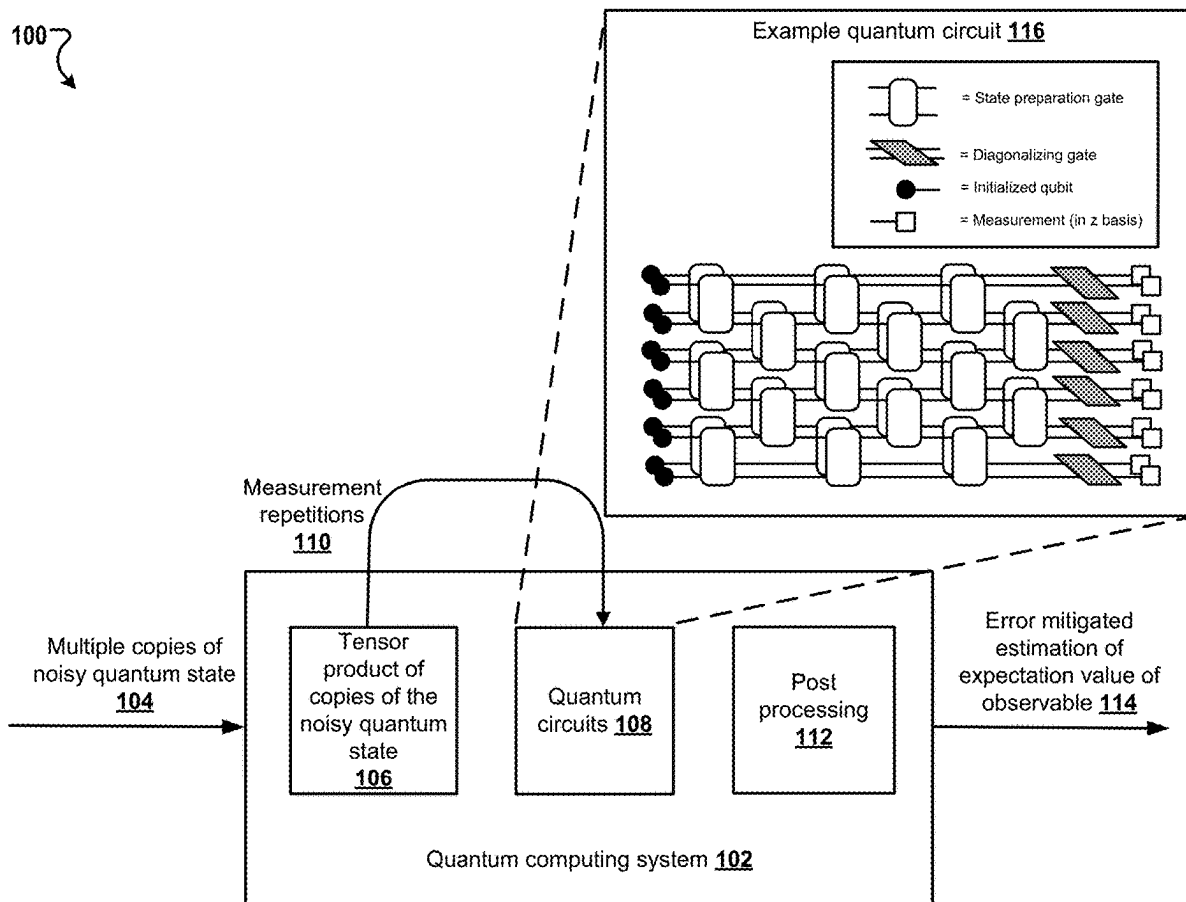 100
Example quantum circuit 116
= State preparation gate
= Diagonalizing gate
= Initialized qubit
= Measurement (in z basis)
Measurement
repetitions
110
Multiple copies of
noisy quantum state
104
Tensor
product of
copies of the
noisy quantum
state
106
Quantum
circuits 108
Post
processing
112
Error mitigated
estimation of
expectation value of
observable 114
Quantum computing system 102